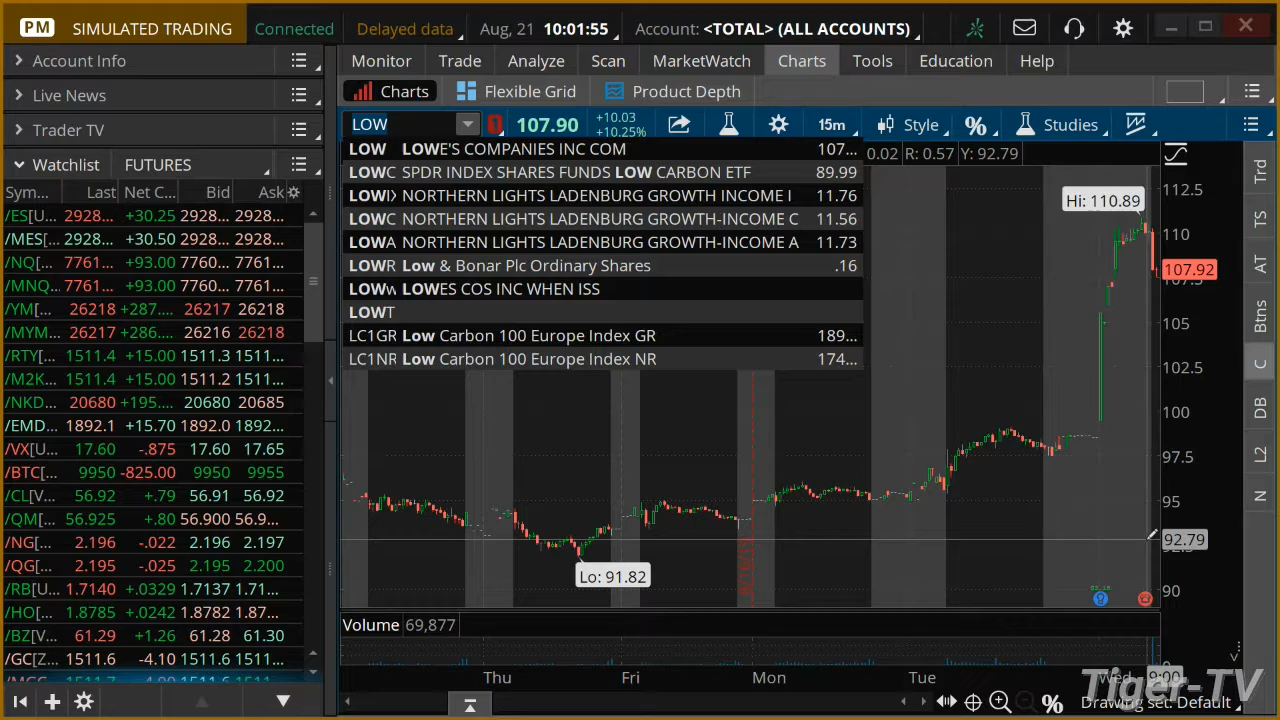 PM SIMULATED TRADING Connected Delayed data Aug, 21 10:01:55 Account: <TOTAL> (ALL ACCOUNTS)
Account Info
Live News
Trader TV
Watchlist FUTURES
Sym... Last Net C... Bid Ask
/ES[U... 2928... +30.25 2928... 2928...
/MES[... 2928... +30.50 2928... 2928...
/NQ[... 7761... +93.00 7760... 7760...
/MNQ... 7761... +93.00 7760... 7760...
/YM[... 26218 +287.... 26217 26218
/MYM... 26217 +286.... 26216 26218
/RTY[... 1511.4 +15.00 1511.3 1511...
/M2K... 1511.4 +15.00 1511.2 1511...
/NKD... 20680 +195.... 20680 20685
/EMD... 1892.1 +15.70 1892.0 1892...
/VX[U... 17.60 -.875 17.60 17.65
/BTC[... 9950 -825.00 9950 9955
/CL[V... 56.92 +.79 56.91 56.92
/QM[... 56.925 +.80 56.900 56.9...
/NG[... 2.196 -.022 2.196 2.197
/QG[... 2.195 -.025 2.195 2.200
/RB[U... 1.7140 +.0329 1.7137 1.71...
/HO[... 1.8785 +.0242 1.8782 1.87...
/BZ[V... 61.29 +1.26 61.28 61.30
/GC[Z... 1511.6 -4.10 1511.6 1511...
Monitor Trade Analyze Scan MarketWatch Charts Tools Education Help
Charts Flexible Grid Product Depth
LOW 1 107.90 +10.03 +10.25% 15m Style % Studies
0.02 R: 0.57 Y: 92.79
LOW LOWE'S COMPANIES INC COM 107...
LOWC SPDR INDEX SHARES FUNDS LOW CARBON ETF 89.99
LOWIX NORTHERN LIGHTS LADENBURG GROWTH INCOME I 11.76
LOWC NORTHERN LIGHTS LADENBURG GROWTH-INCOME C 11.56
LOWA NORTHERN LIGHTS LADENBURG GROWTH-INCOME A 11.73
LOWR Low & Bonar Plc Ordinary Shares .16
LOWW LOWES COS INC WHEN ISS
LOWT
LC1GR Low Carbon 100 Europe Index GR 189...
LC1NR Low Carbon 100 Europe Index NR 174...
Hi: 110.89
Lo: 91.82
112.5
110
107.92
105
102.5
100
97.5
95
92.79
90
Volume 69,877
Thu Fri Mon Tue Wed 9:00
Drawing set: Default
Tiger-TV
Trd
TS
AT
Btns
C
DB
L2
N